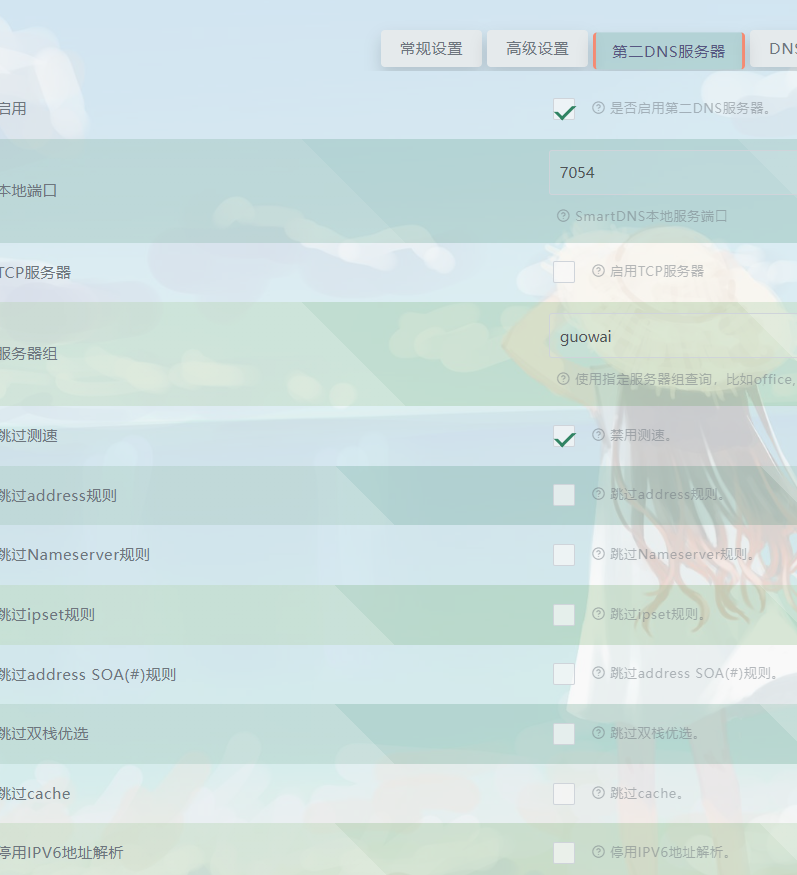 常规设置 高级设置 第二DNS服务器 DNS
启用 是否启用第二DNS服务器。
本地端口 7054
SmartDNS本地服务端口
TCP服务器 启用TCP服务器
服务器组 guowai
使用指定服务器组查询，比如office,
跳过测速 禁用测速。
跳过address规则 跳过address规则。
跳过Nameserver规则 跳过Nameserver规则。
跳过ipset规则 跳过ipset规则。
跳过address SOA(#)规则 跳过address SOA(#)规则。
跳过双栈优选 跳过双栈优选。
跳过cache 跳过cache。
停用IPV6地址解析 停用IPV6地址解析。